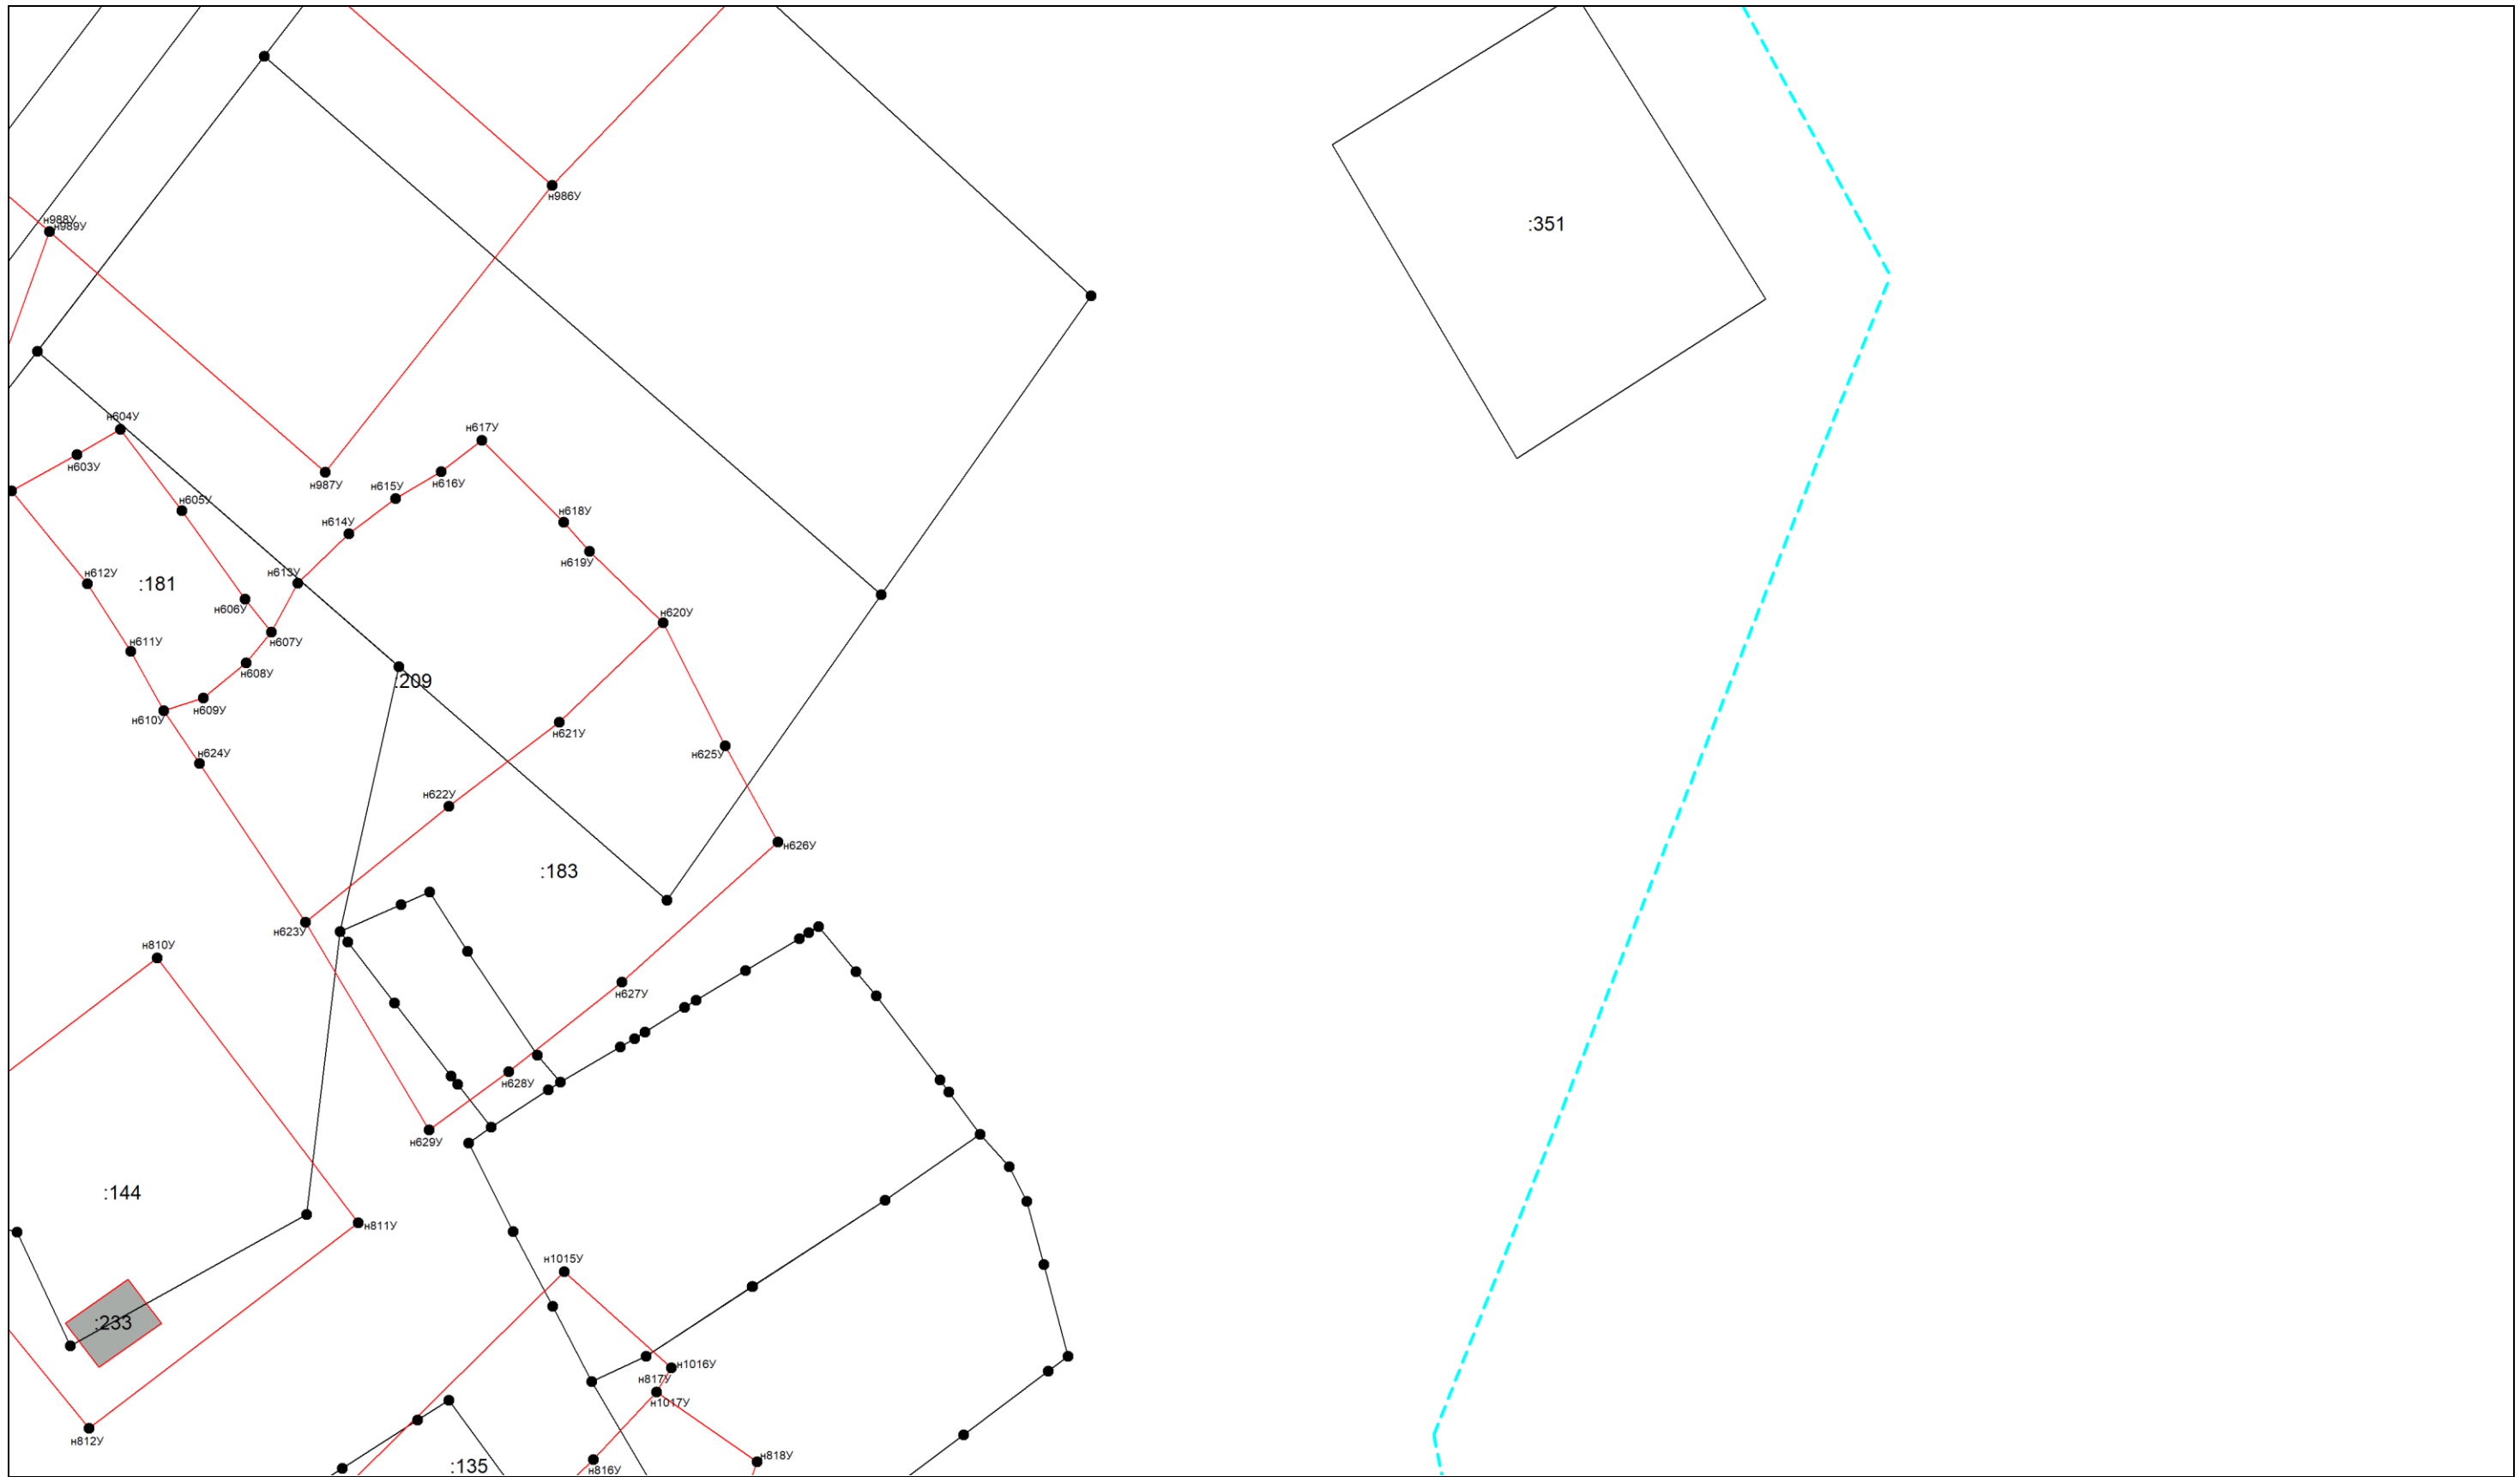 н986У
н988У
н989У
:351
н604У
н617У
н603У
н987У
н615У
н616У
н605У
н618У
н614У
н619У
н612У
:181
н613У
н606У
н620У
н611У
н607У
н608У
:209
н610У
н609У
н621У
н624У
н625У
н622У
н626У
:183
н623У
н810У
н627У
н628У
н629У
:144
н811У
н1015У
:233
н1016У
н817У
н1017У
н812У
н818У
:135
н816У